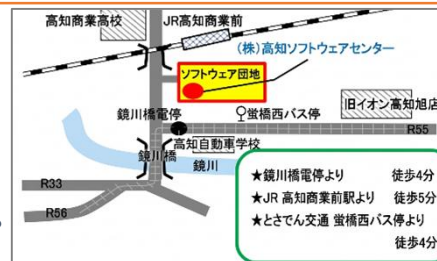 高知商業高校
JR高知商業前
(株)高知ソフトウェアセンター
ソフトウェア団地
鏡川橋電停
蛍橋西バス停
旧イオン高知旭店
R55
高知自動車学校
鏡川橋
鏡川
R33
R56
★鏡川橋電停より 徒歩4分
★JR 高知商業前駅より 徒歩5分
★とさでん交通 蛍橋西バス停より
徒歩4分